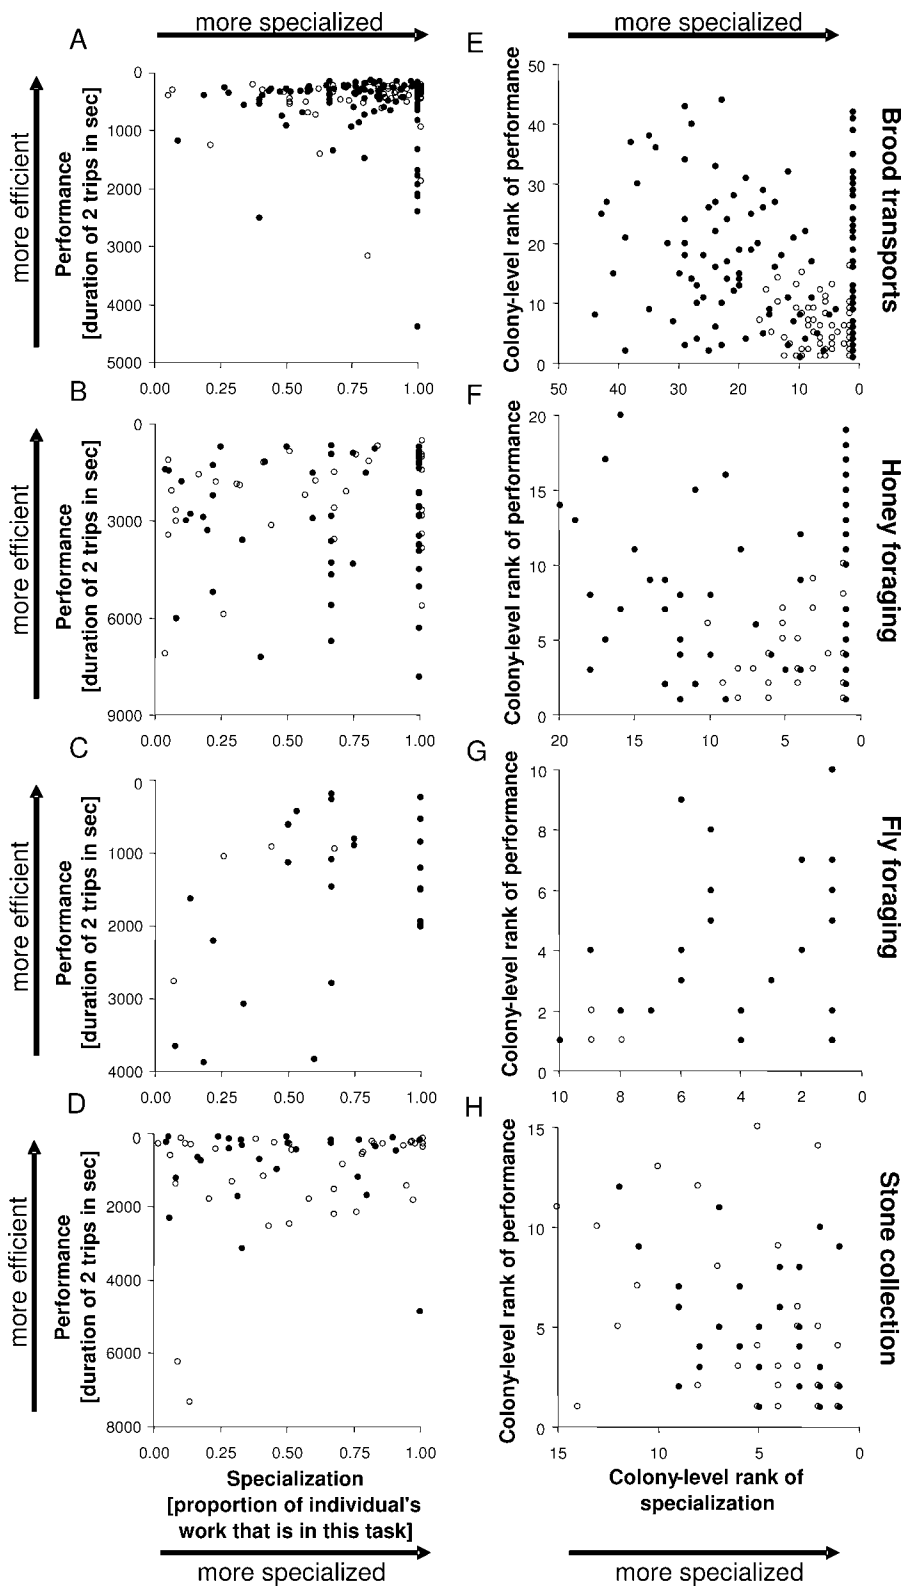 more specialized
more specialized
A
E
more efficient
Performance
[duration of 2 trips in sec]
0
1000
2000
3000
4000
5000
0.00
0.25
0.50
0.75
1.00
Colony-level rank of performance
50
40
30
20
10
0
50
40
30
20
10
0
Brood transports
B
F
more efficient
Performance
[duration of 2 trips in sec]
0
3000
6000
9000
0.00
0.25
0.50
0.75
1.00
Colony-level rank of performance
20
15
10
5
0
20
15
10
5
0
Honey foraging
C
G
more efficient
Performance
[duration of 2 trips in sec]
0
1000
2000
3000
4000
0.00
0.25
0.50
0.75
1.00
Colony-level rank of performance
10
8
6
4
2
0
10
8
6
4
2
0
Fly foraging
D
H
more efficient
Performance
[duration of 2 trips in sec]
0
2000
4000
6000
8000
0.00
0.25
0.50
0.75
1.00
Colony-level rank of performance
15
10
5
0
15
10
5
0
Stone collection
Specialization
[proportion of individual's
work that is in this task]
more specialized
Colony-level rank of
specialization
more specialized